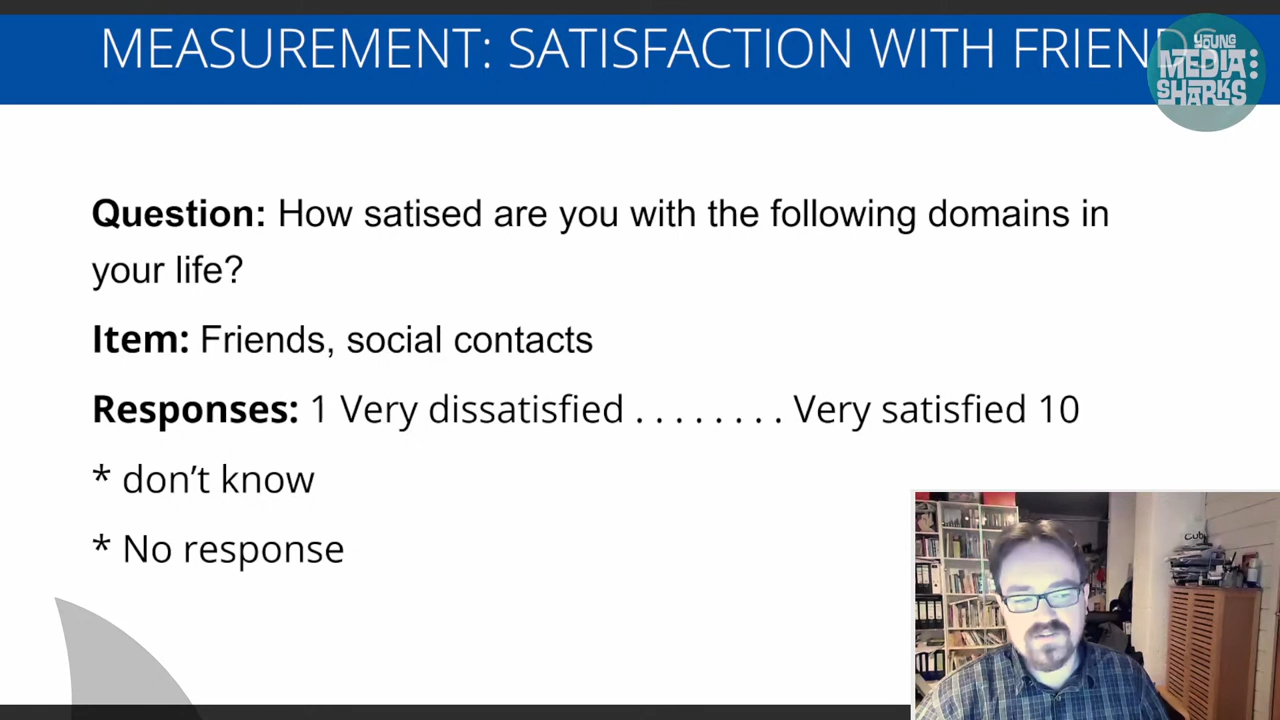 MEASUREMENT: SATISFACTION WITH FRIENDS
YOUNG
MEDIA:
SHARKS
Question: How satised are you with the following domains in
your life?
Item: Friends, social contacts
Responses: 1 Very dissatisfied . . . . . . . . Very satisfied 10
* don’t know
* No response